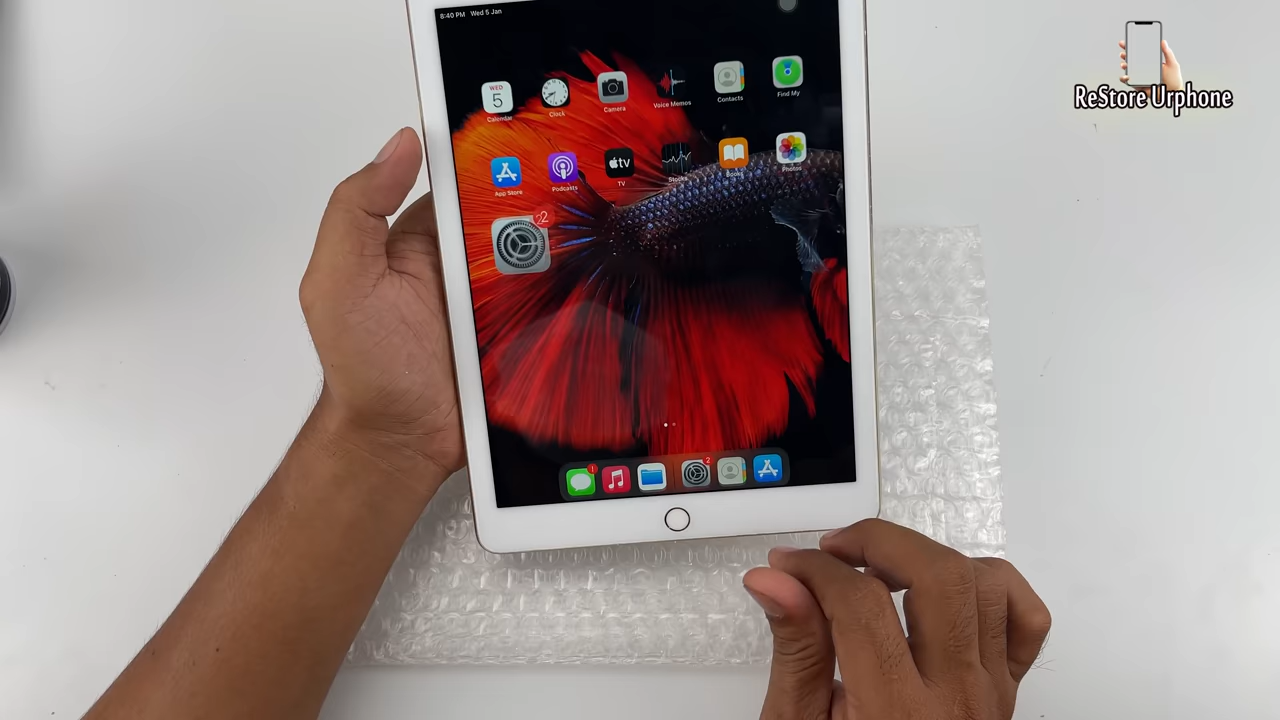 8:40 PM Wed 5 Jan
ReStore Urphone
WED
5
Calendar
Clock
Camera
Voice Memos
Contacts
Find My
App Store
Podcasts
tv
TV
Stocks
Books
Photos
1
2